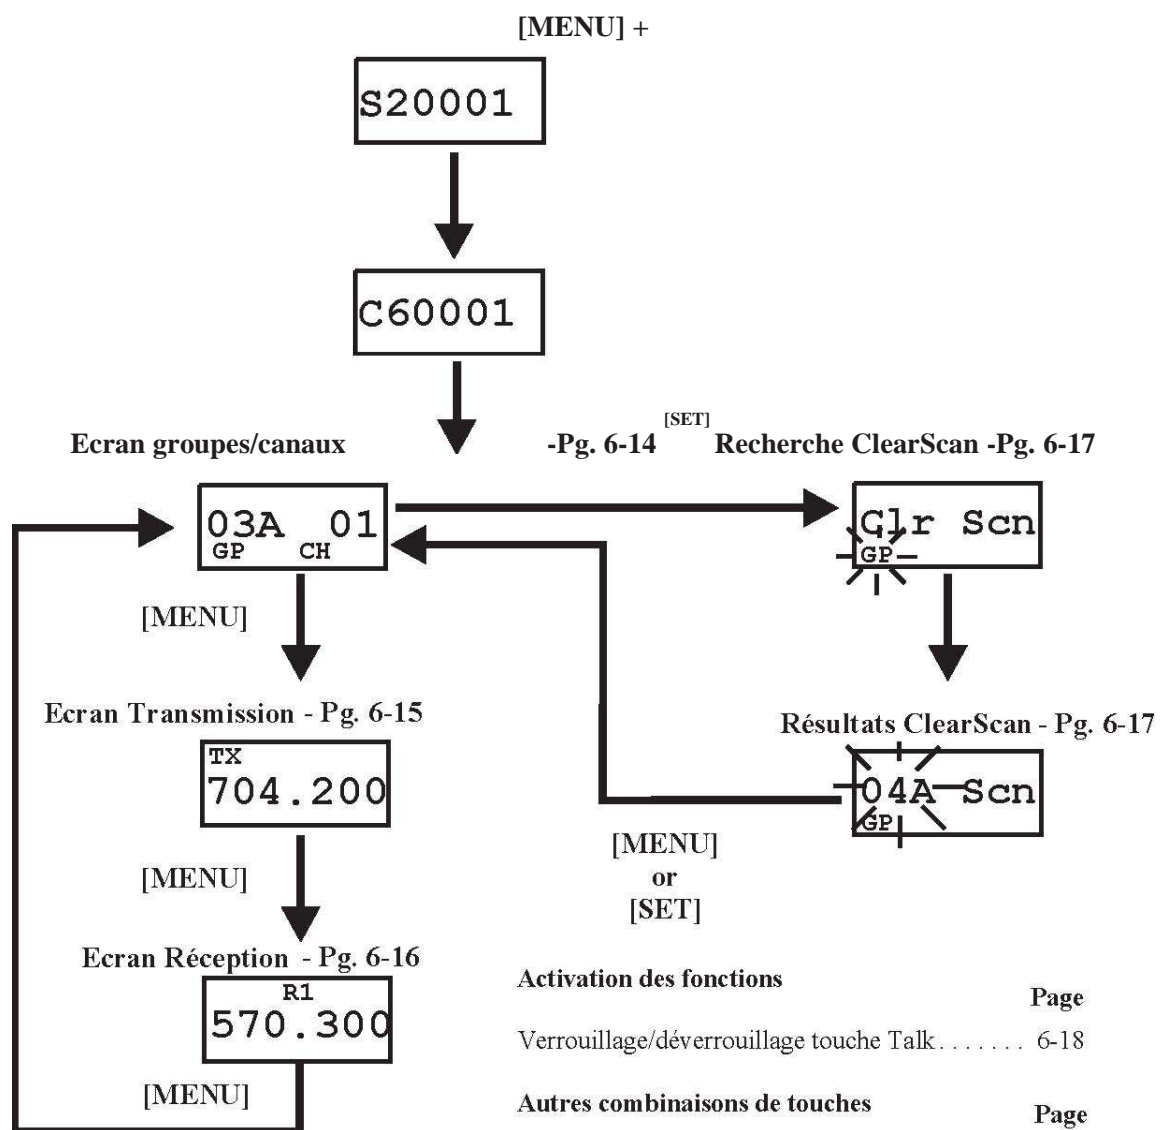 [MENU] +
S20001
C60001
[SET]
Ecran groupes/canaux -Pg. 6-14 Recherche ClearScan -Pg. 6-17
03A 01
GP CH
Clr Scn
GP
[MENU]
Ecran Transmission - Pg. 6-15
Résultats ClearScan - Pg. 6-17
TX
704.200
04A Scn
GP
[MENU]
or
[SET]
[MENU]
Ecran Réception - Pg. 6-16
R1
570.300
[MENU]
Activation des fonctions
Page
Verrouillage/déverrouillage touche Talk....... 6-18
Autres combinaisons de touches
Page